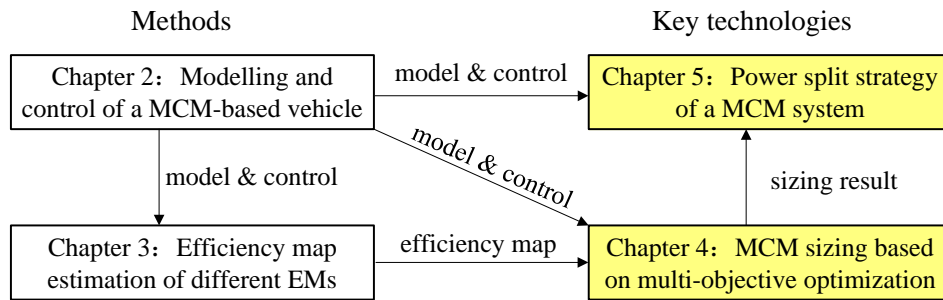 Methods
Key technologies
Chapter 2：Modelling and
control of a MCM-based vehicle
model & control
Chapter 5：Power split strategy
of a MCM system
model & control
model & control
sizing result
Chapter 3：Efficiency map
estimation of different EMs
efficiency map
Chapter 4：MCM sizing based
on multi-objective optimization